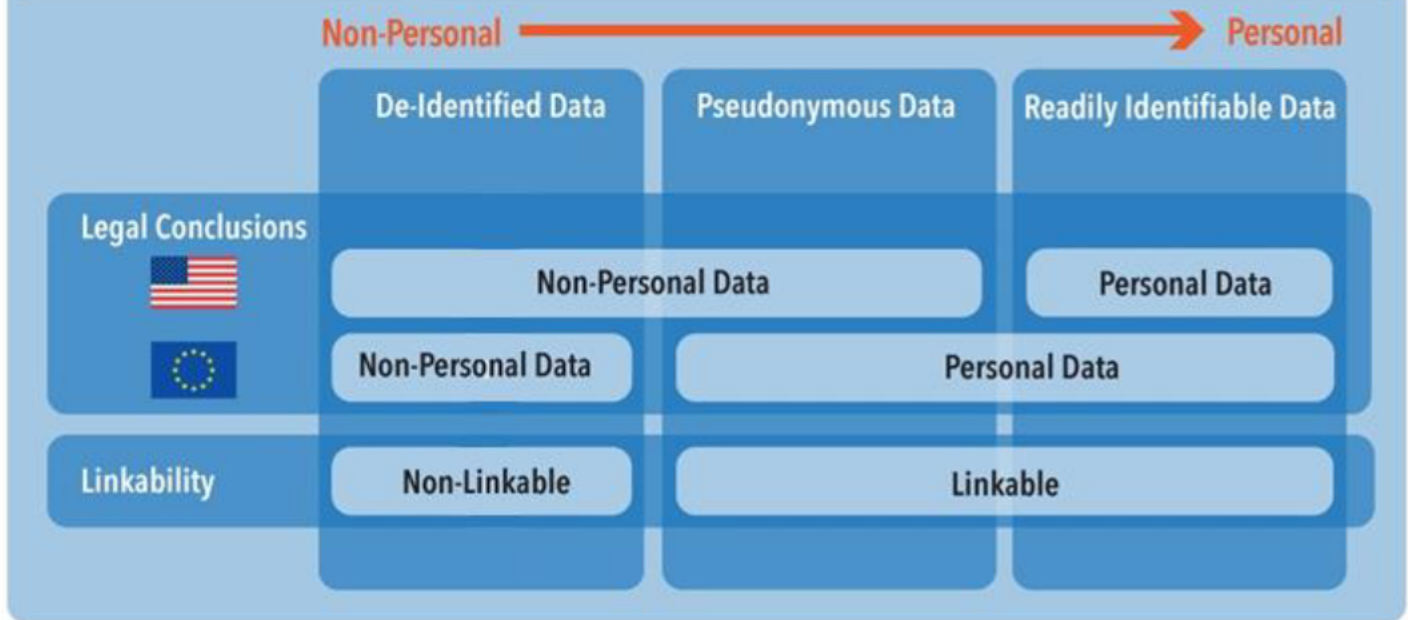 Non-Personal Personal
De-Identified Data Pseudonymous Data Readily Identifiable Data
Legal Conclusions
Non-Personal Data Personal Data
Non-Personal Data Personal Data
Linkability Non-Linkable Linkable